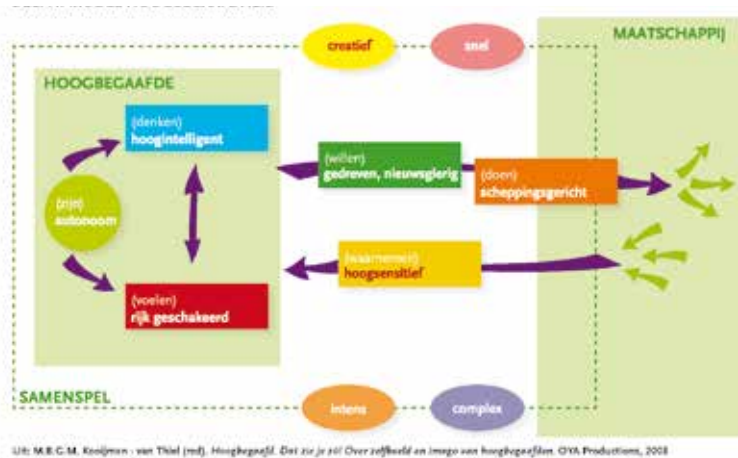 creatief
snel
MAATSCHAPPIJ
HOOGBEGAAFDE
(denken)
hoogintelligent
(willen)
gedreven, nieuwsgierig
(doen)
scheppingsgericht
(zijn)
autonoom
(waarnemen)
hoogsensitief
(voelen)
rijk geschakeerd
SAMENSPEL
intens
complex
Uit: M.B.G.M. Kooijman - van Thiel (red). Hoogbegaafd. Dat zie je zó! Over zelfbeeld en imago van hoogbegaafden. OYA Productions, 2008